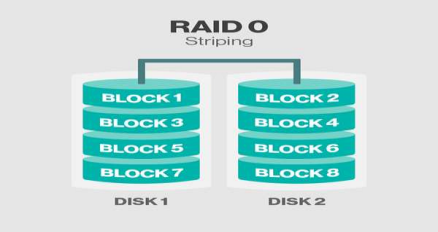 RAID 0
Striping
BLOCK 1
BLOCK 3
BLOCK 5
BLOCK 7
DISK 1
BLOCK 2
BLOCK 4
BLOCK 6
BLOCK 8
DISK 2